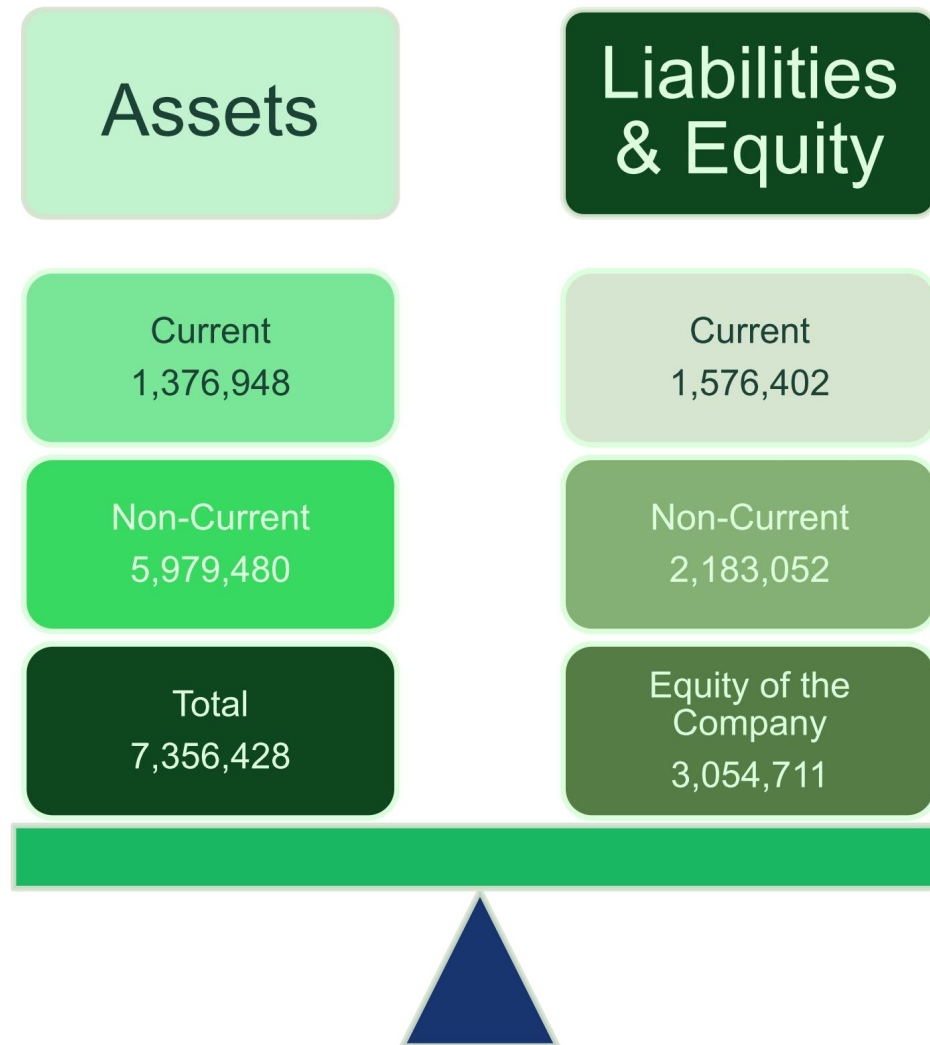 Assets
Liabilities
& Equity
Current
1,376,948
Current
1,576,402
Non-Current
5,979,480
Non-Current
2,183,052
Total
7,356,428
Equity of the
Company
3,054,711